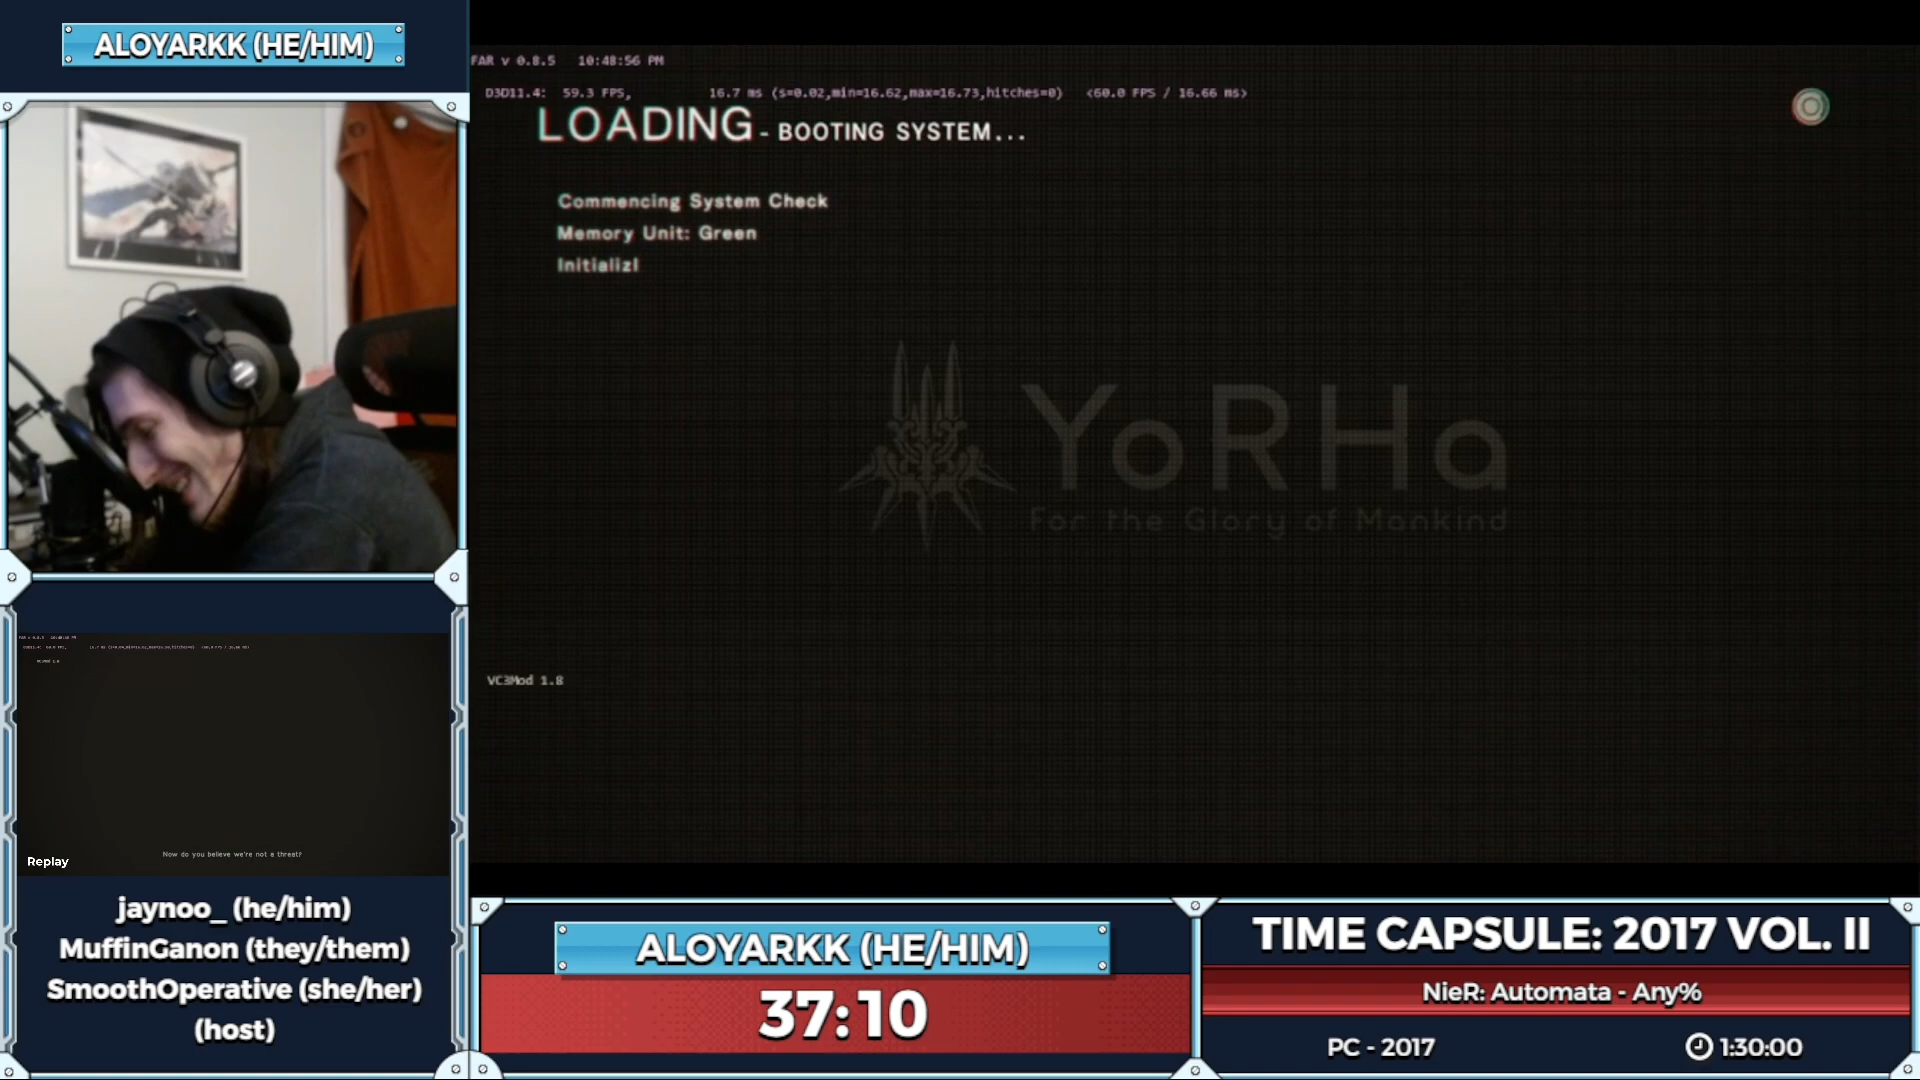 ALOYARKK (HE/HIM)
FAR v 0.8.5 10:48:56 PM
D3D11.4: 59.3 FPS, 16.7 ms (s=0.02,min=16.62,max=16.73,hitches=0) <60.0 FPS / 16.66 ms>
LOADING - BOOTING SYSTEM...
Commencing System Check
Memory Unit: Green
Initializ
YoRHa
For the Glory of Mankind
VC3Mod 1.8
Now do you believe we're not a threat?
Replay
jaynoo_ (he/him)
MuffinGanon (they/them)
SmoothOperative (she/her)
(host)
ALOYARKK (HE/HIM)
37:10
TIME CAPSULE: 2017 VOL. II
NieR: Automata - Any%
PC - 2017
1:30:00